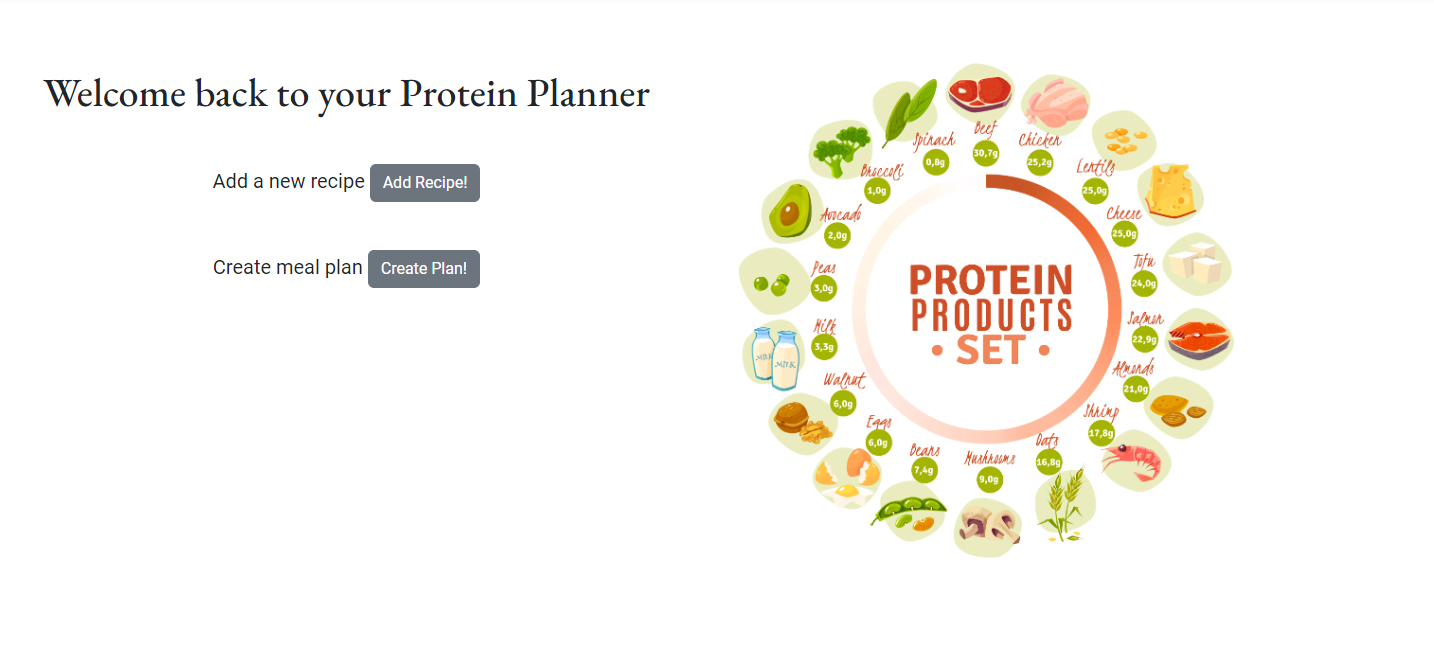 Welcome back to your Protein Planner
Add a new recipe Add Recipe!
Create meal plan Create Plan!
PROTEIN
PRODUCTS
• SET •
Beef
30,7g
Chicken
25,2g
Lentils
25,0g
Cheese
25,0g
Tofu
24,0g
Salmon
22,9g
Almonds
21,0g
Shrimp
17,8g
Oats
16,8g
Mushrooms
9,0g
Beans
7,4g
Eggs
6,0g
Walnut
6,0g
Milk
3,3g
MILK
MILK
Peas
3,0g
Avocado
2,0g
Broccoli
1,0g
Spinach
0,8g